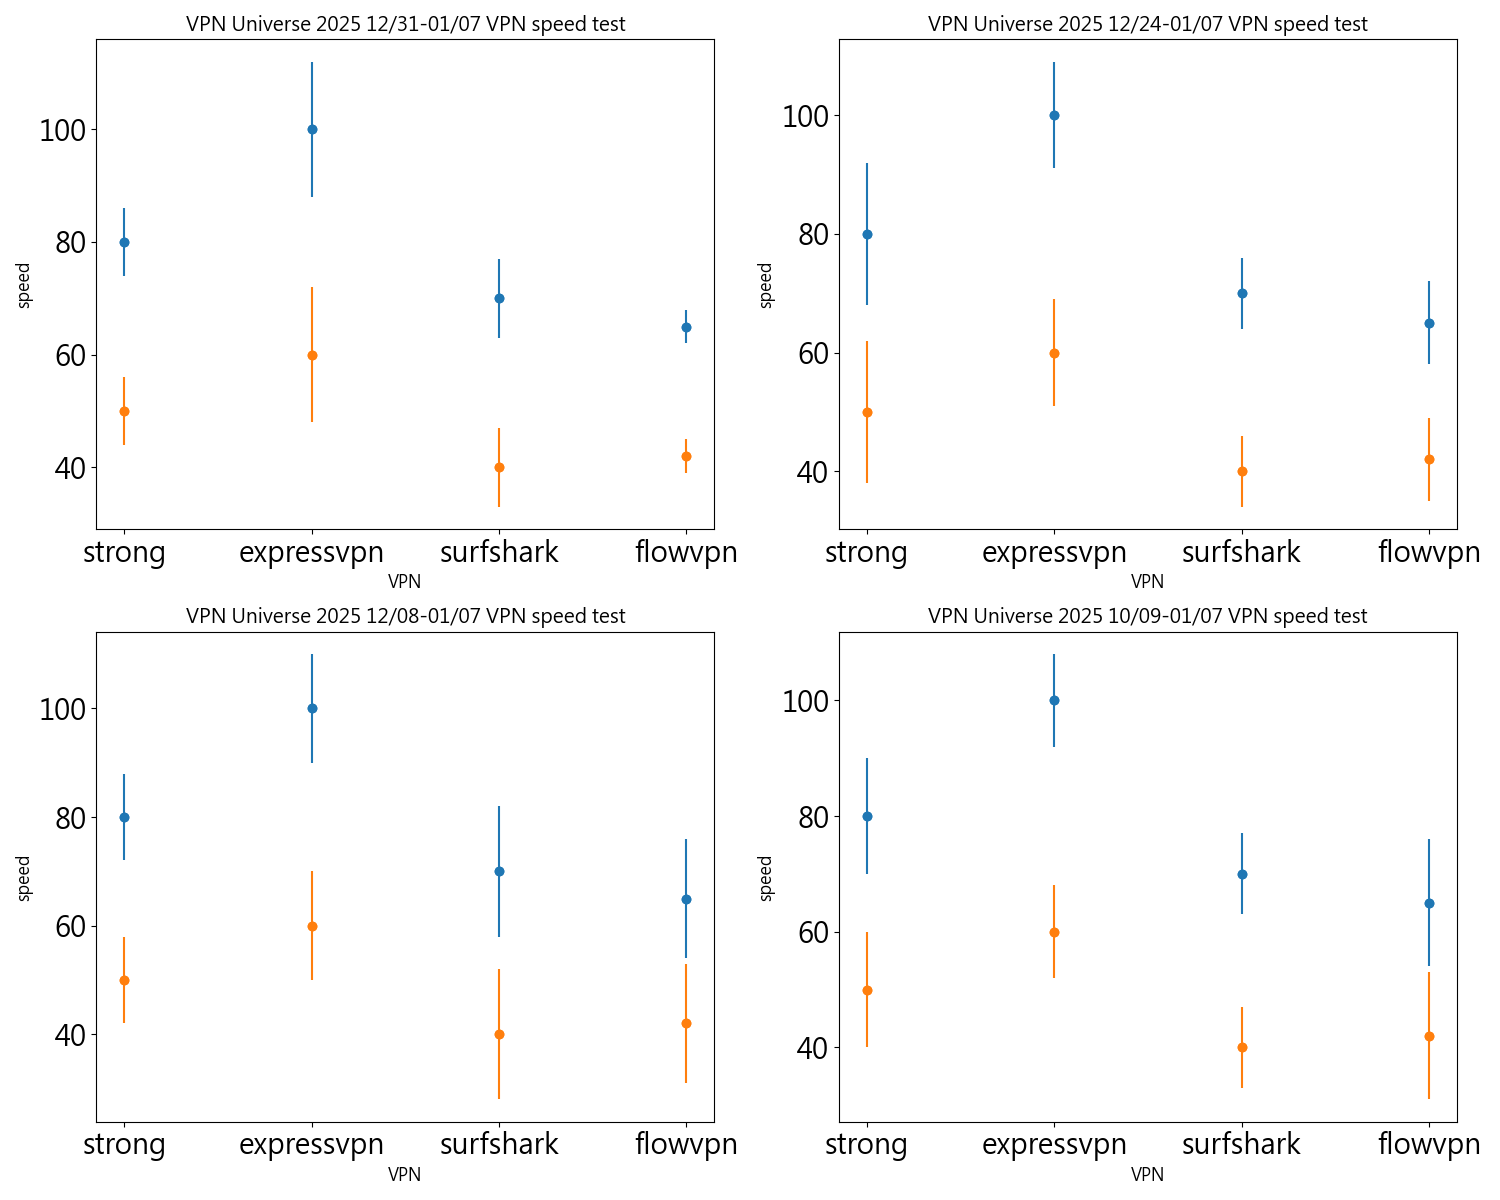 VPN Universe 2025 12/31-01/07 VPN speed test
speed
100
80
60
40
strong expressvpn surfshark flowvpn
VPN
VPN Universe 2025 12/24-01/07 VPN speed test
speed
100
80
60
40
strong expressvpn surfshark flowvpn
VPN
VPN Universe 2025 12/08-01/07 VPN speed test
speed
100
80
60
40
strong expressvpn surfshark flowvpn
VPN
VPN Universe 2025 10/09-01/07 VPN speed test
speed
100
80
60
40
strong expressvpn surfshark flowvpn
VPN